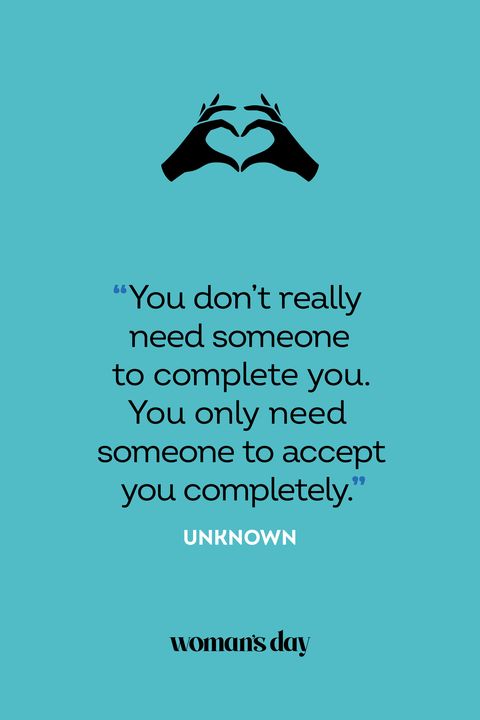 “You don’t really
need someone
to complete you.
You only need
someone to accept
you completely.”
UNKNOWN
woman’s day